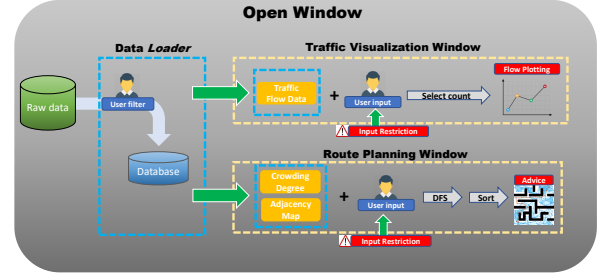 Open Window
Data Loader
Raw data
User filter
Database
Traffic Visualization Window
Traffic
Flow Data
+
User input
Select count
Flow Plotting
Input Restriction
Route Planning Window
Crowding
Degree
Adjacency
Map
+
User input
DFS
Sort
Advice
Input Restriction